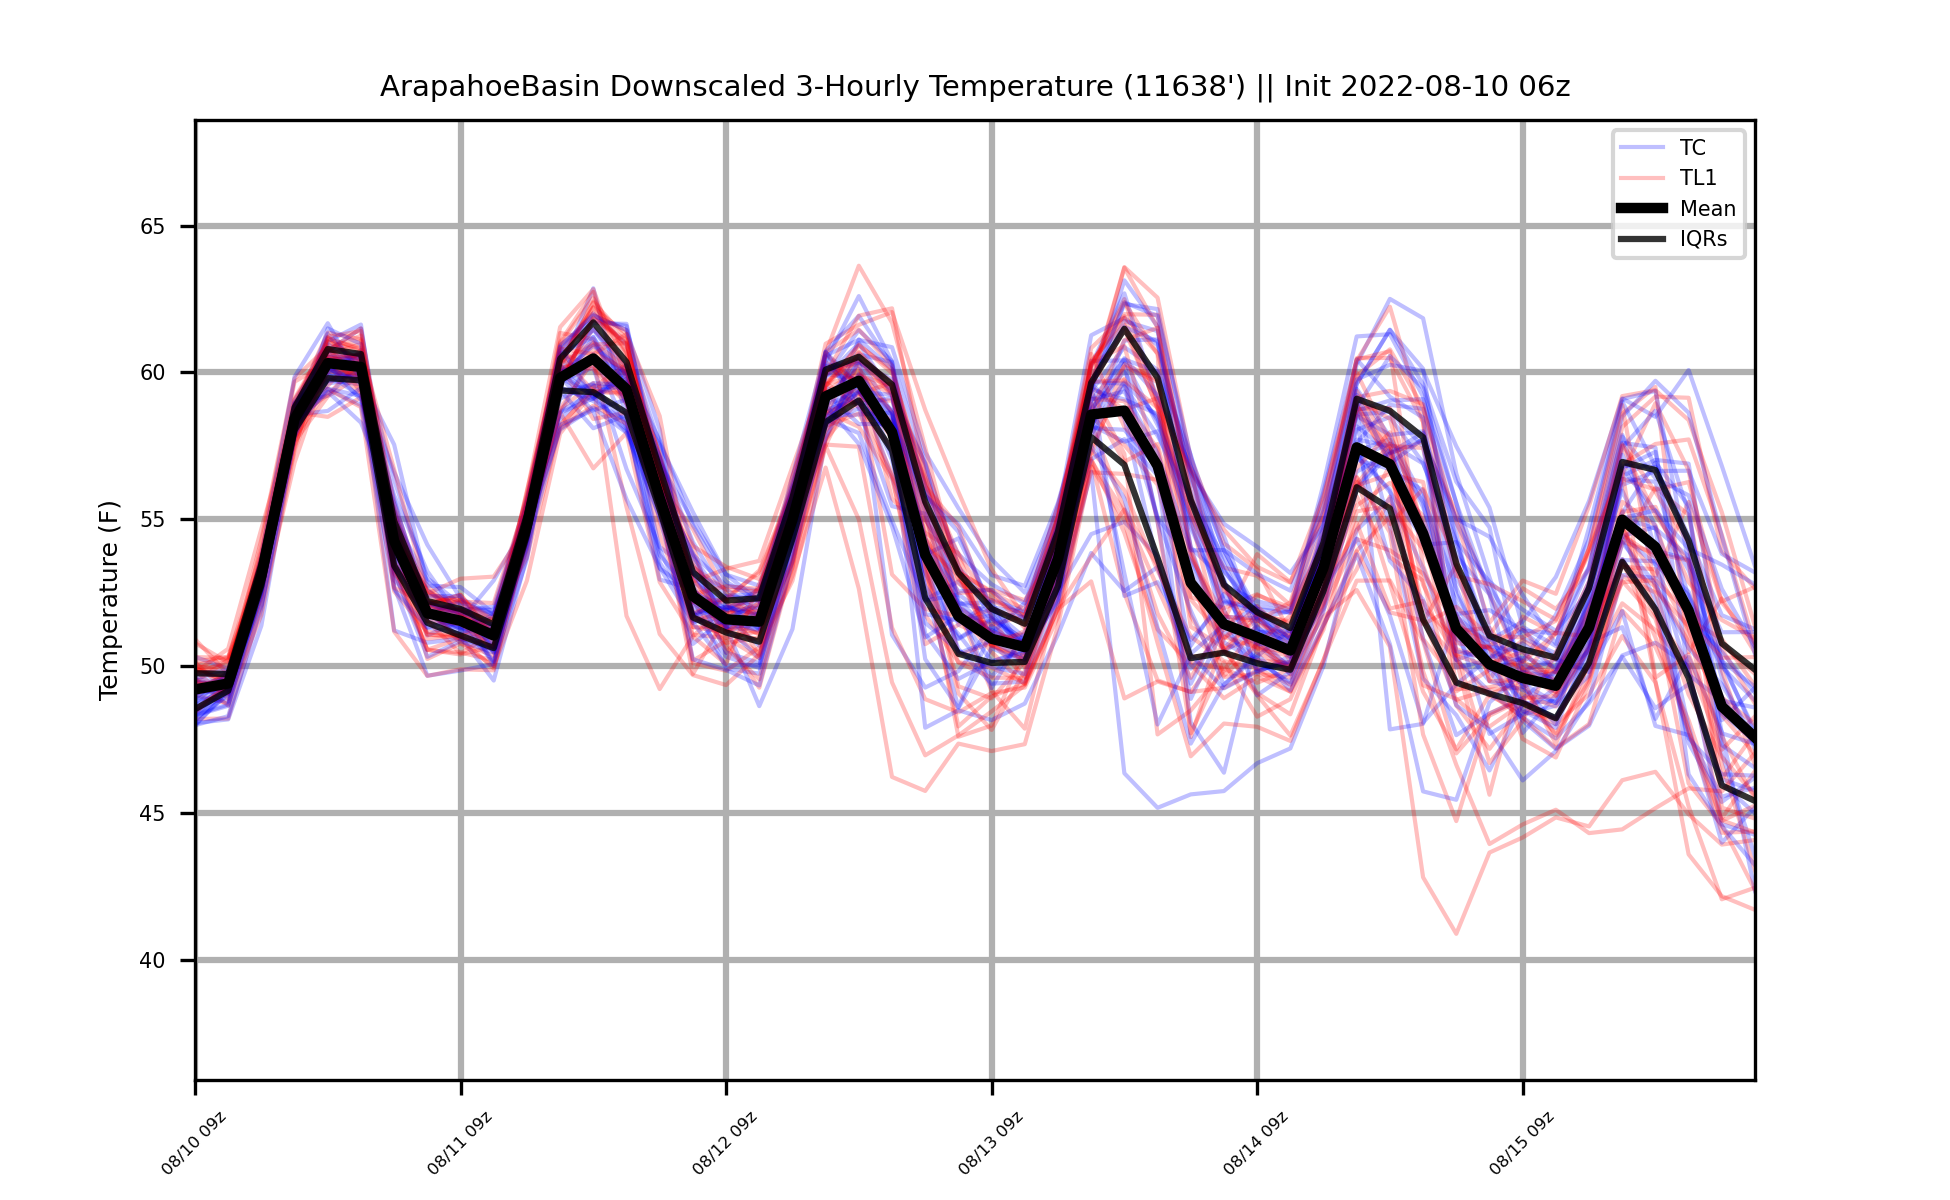 ArapahoeBasin Downscaled 3-Hourly Temperature (11638') || Init 2022-08-10 06z
TC
TL1
Mean
IQRs
Temperature (F)
65
60
55
50
45
40
08/10 09z
08/11 09z
08/12 09z
08/13 09z
08/14 09z
08/15 09z